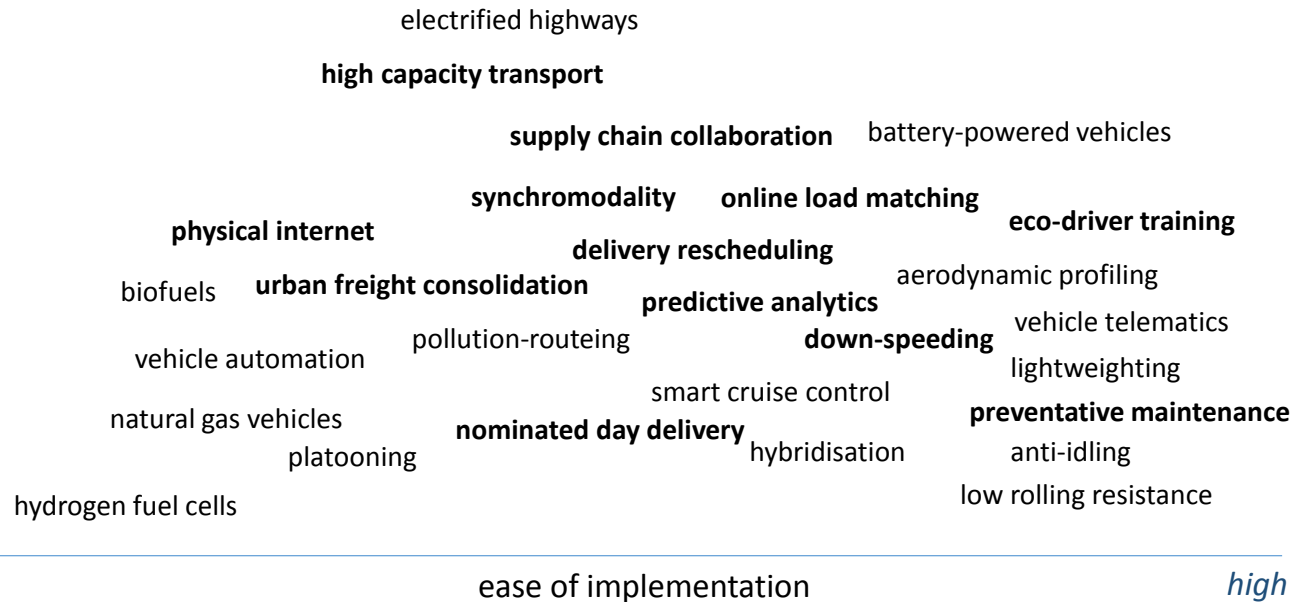 electrified highways
high capacity transport
supply chain collaboration
battery-powered vehicles
synchromodality
online load matching
eco-driver training
physical internet
delivery rescheduling
aerodynamic profiling
biofuels
urban freight consolidation
predictive analytics
vehicle telematics
pollution-routeing
down-speeding
vehicle automation
lightweighting
smart cruise control
natural gas vehicles
preventative maintenance
nominated day delivery
platooning
hybridisation
anti-idling
hydrogen fuel cells
low rolling resistance
ease of implementation
high